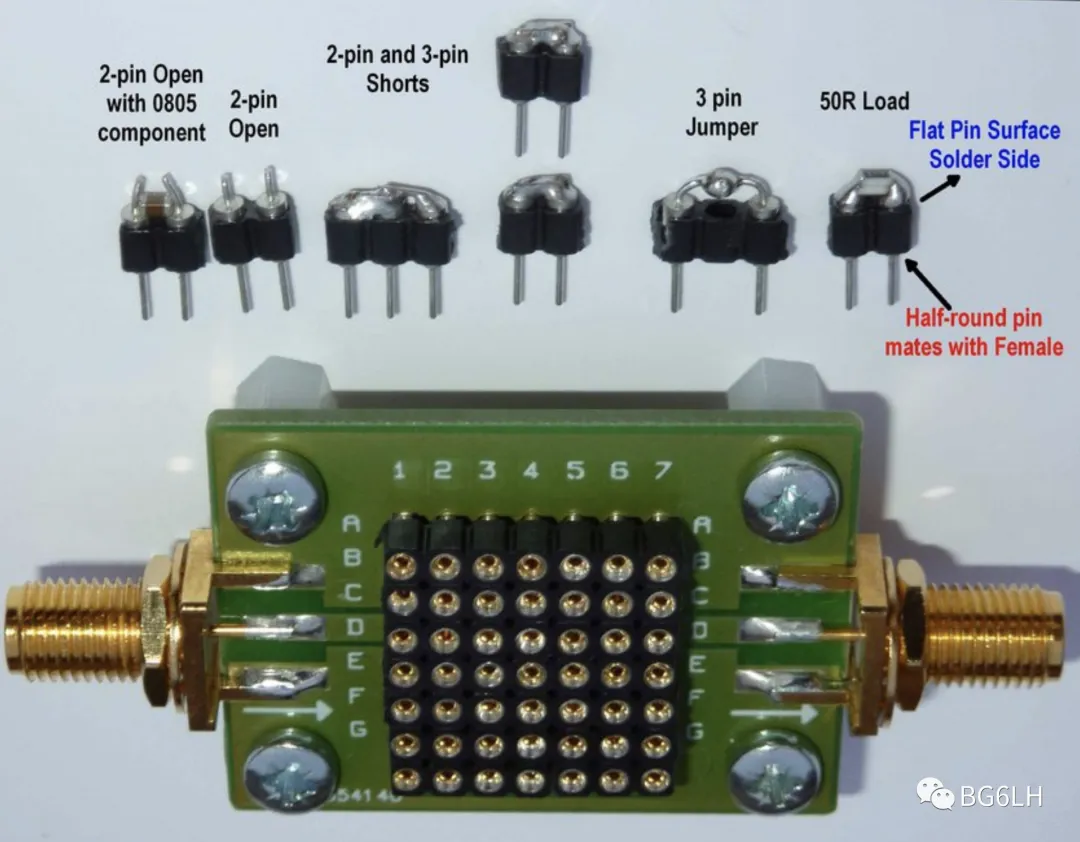 2-pin Open
with 0805
component
2-pin
Open
2-pin and 3-pin
Shorts
3 pin
Jumper
50R Load
Flat Pin Surface
Solder Side
Half-round pin
mates with Female
1 2 3 4 5 6 7
A A
B B
C C
D D
E E
F F
G G
BG6LH